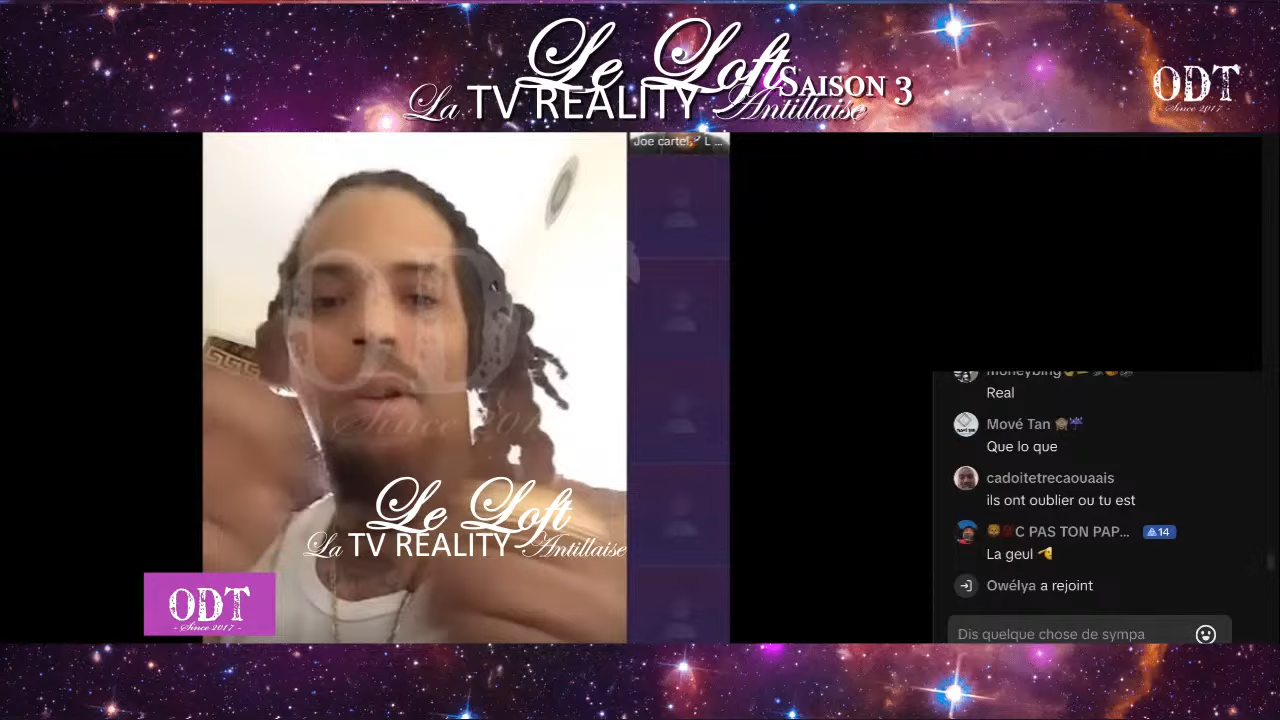 Le Loft SAISON 3
La TV REALITY Antillaise
ODT
- Since 2017 -
Joe cartel L ...
moneybing
Real
Mové Tan
Que lo que
cadoitetrecaouaais
ils ont oublier ou tu est
C PAS TON PAP... 14
La geul
Owélya a rejoint
Dis quelque chose de sympa
Le Loft
La TV REALITY Antillaise
ODT
- Since 2017 -